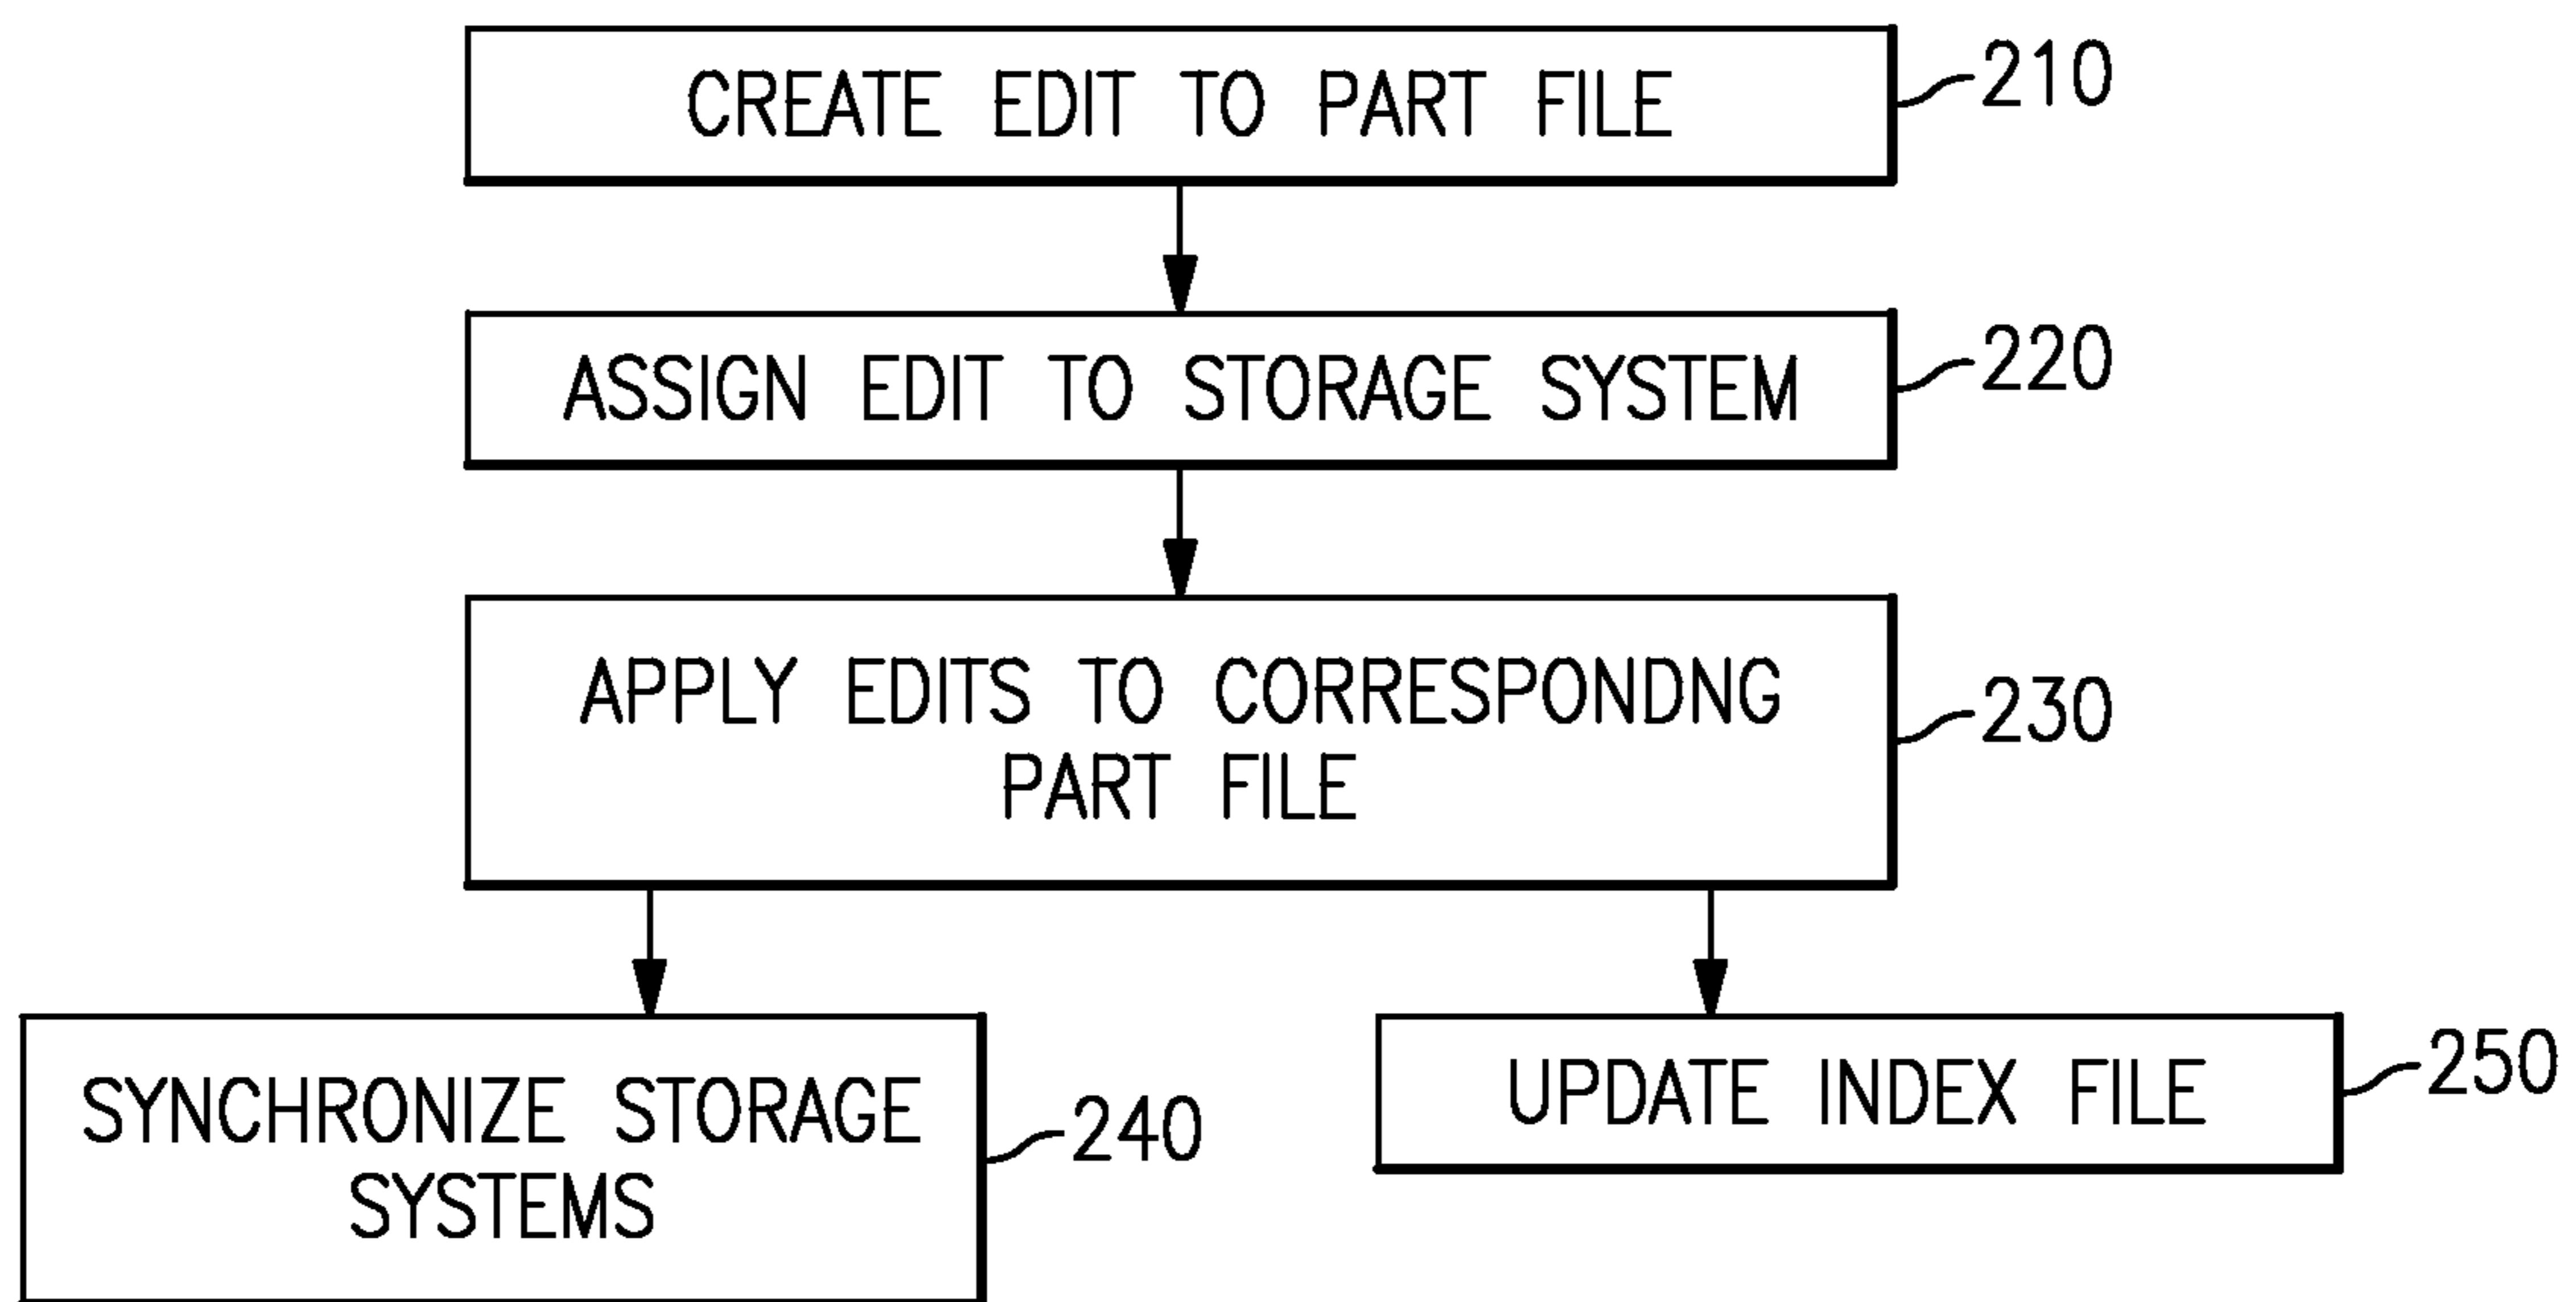 CREATE EDIT TO PART FILE
210
ASSIGN EDIT TO STORAGE SYSTEM
220
APPLY EDITS TO CORRESPONDNG
PART FILE
230
SYNCHRONIZE STORAGE
SYSTEMS
240
UPDATE INDEX FILE
250